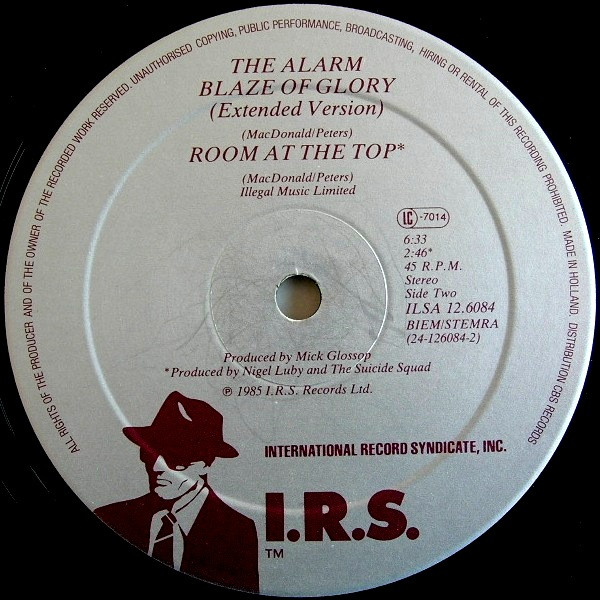 ALL RIGHTS OF THE PRODUCER AND OF THE OWNER OF THE RECORDED WORK RESERVED. UNAUTHORISED COPYING, PUBLIC PERFORMANCE, BROADCASTING, HIRING OR RENTAL OF THIS RECORDING PROHIBITED. MADE IN HOLLAND. DISTRIBUTION CBS RECORDS
THE ALARM
BLAZE OF GLORY
(Extended Version)
(MacDonald/Peters)
ROOM AT THE TOP*
(MacDonald/Peters)
Illegal Music Limited
LC -7014
6:33
2:46*
45 R.P.M.
Stereo
Side Two
ILSA 12.6084
BIEM/STEMRA
(24-126084-2)
Produced by Mick Glossop
*Produced by Nigel Luby and The Suicide Squad
℗ 1985 I.R.S. Records Ltd.
INTERNATIONAL RECORD SYNDICATE, INC.
I.R.S.
TM